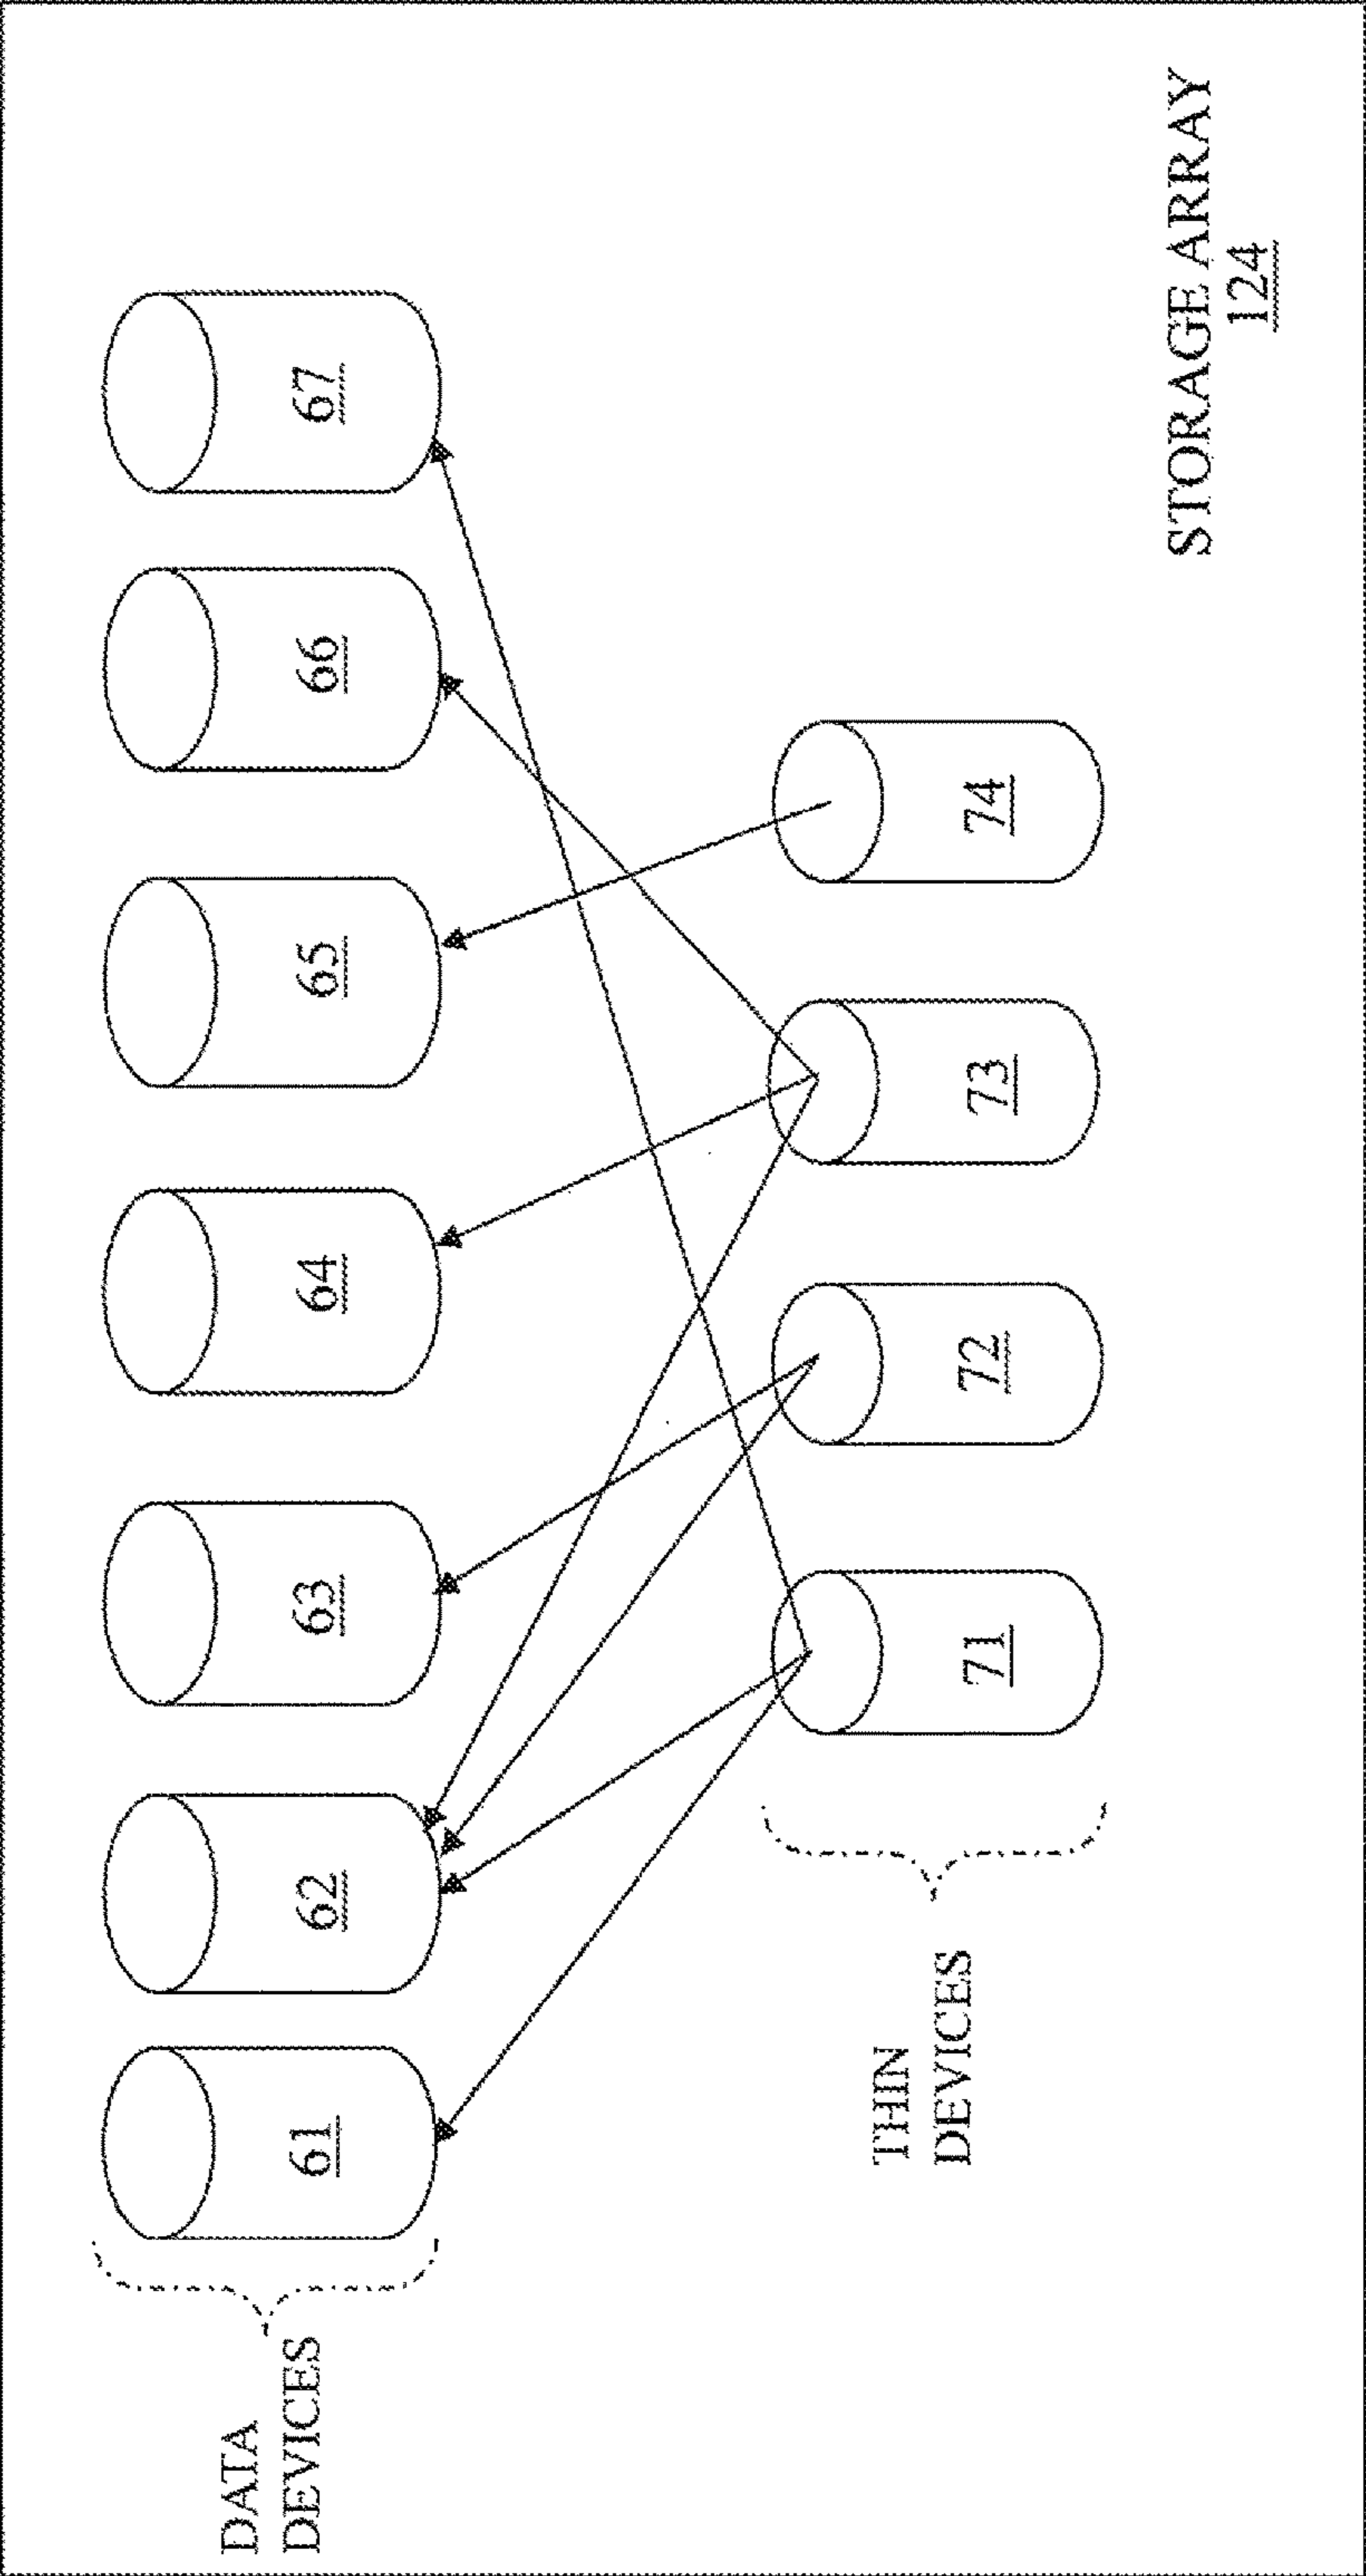 DATA
DEVICES
61
62
63
64
65
66
67
THIN
DEVICES
71
72
73
74
STORAGE ARRAY
124